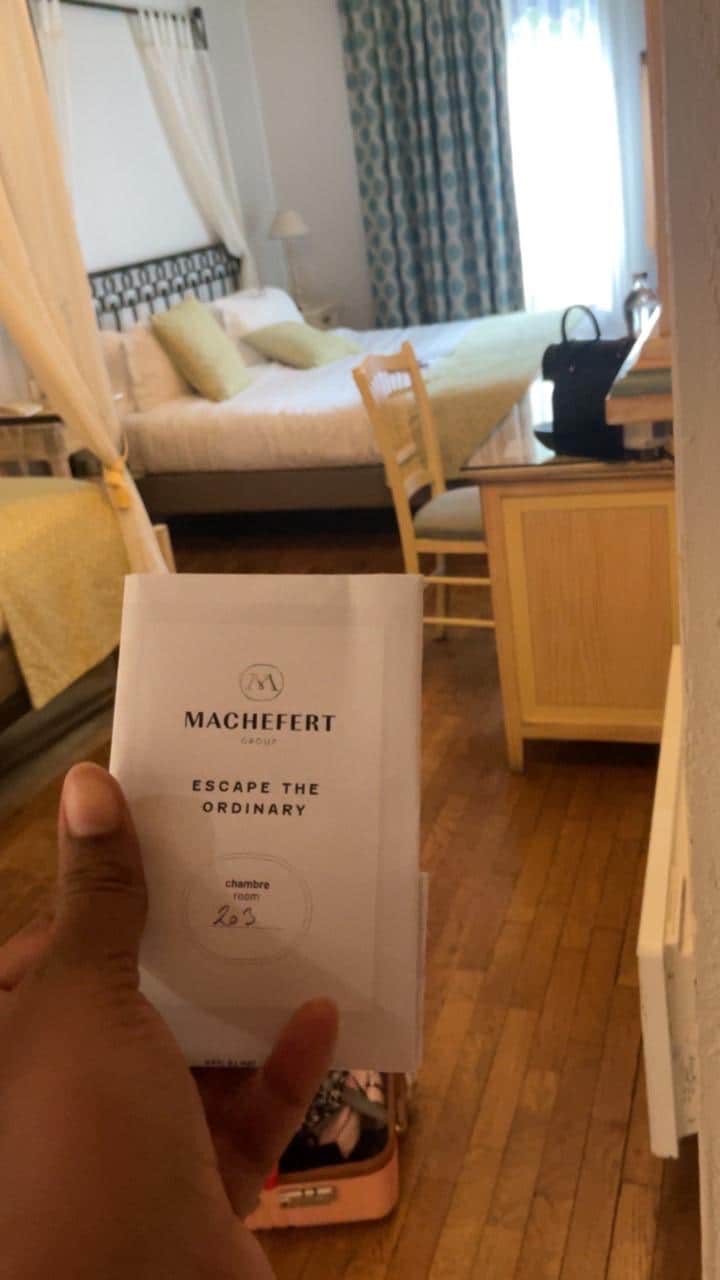 M
MACHEFERT
GROUP
ESCAPE THE
ORDINARY
chambre
room
203